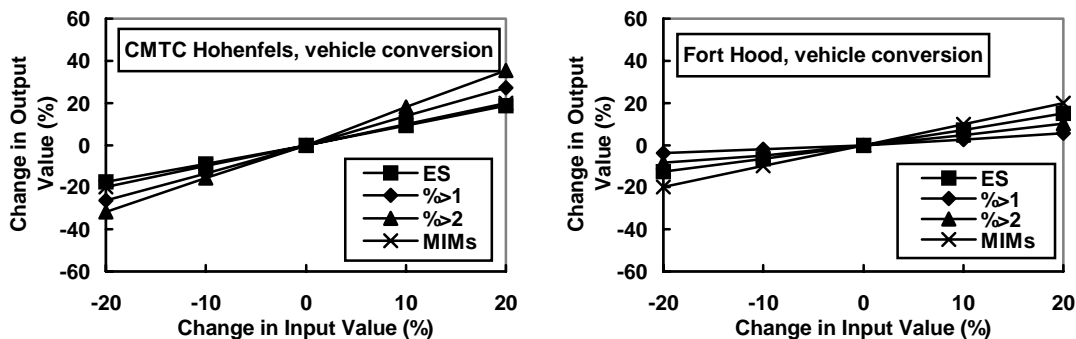 CMTC Hohenfels, vehicle conversion
Change in Output
Value (%)
60
40
20
0
-20
-40
-60
ES
%>1
%>2
MIMs
-20 -10 0 10 20
Change in Input Value (%)
Fort Hood, vehicle conversion
Change in Output
Value (%)
60
40
20
0
-20
-40
-60
ES
%>1
%>2
MIMs
-20 -10 0 10 20
Change in Input Value (%)